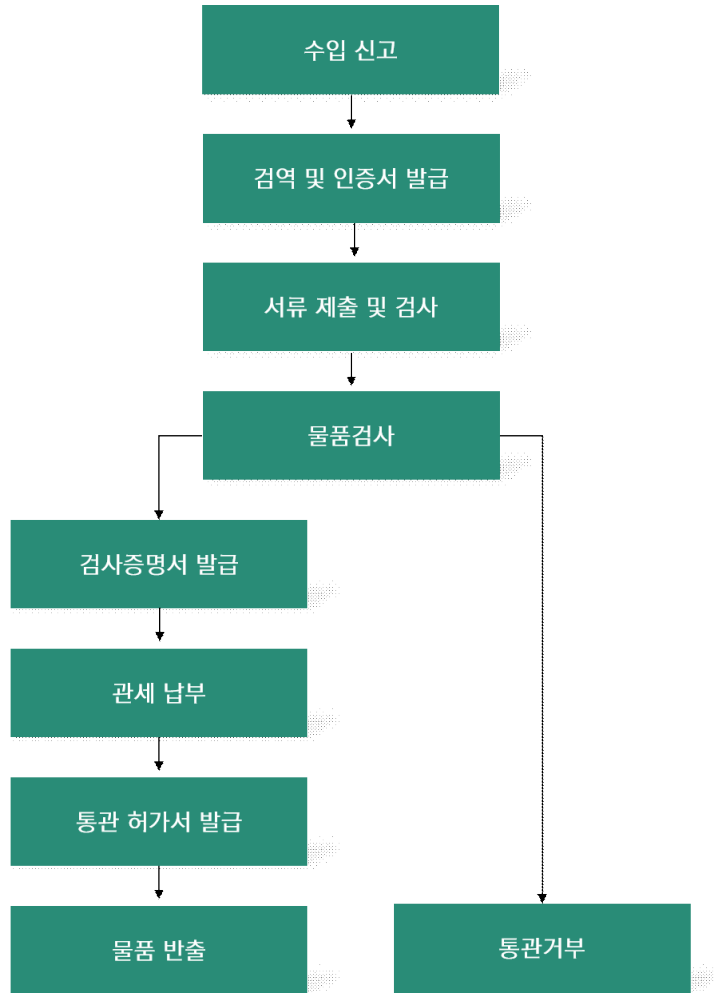 수입 신고
검역 및 인증서 발급
서류 제출 및 검사
물품검사
검사증명서 발급
관세 납부
통관 허가서 발급
물품 반출
통관거부